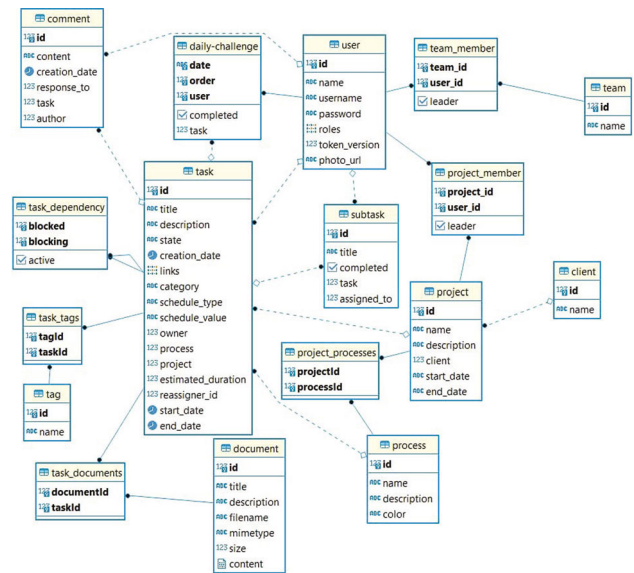 comment
id
content
creation_date
response_to
task
author
daily-challenge
date
order
user
completed
task
user
id
name
username
password
roles
token_version
photo_url
team_member
team_id
user_id
leader
team
id
name
task
id
title
description
state
creation_date
links
category
schedule_type
schedule_value
owner
process
project
estimated_duration
reassigner_id
start_date
end_date
project_member
project_id
user_id
leader
task_dependency
blocked
blocking
active
subtask
id
title
completed
task
assigned_to
client
id
name
project
id
name
description
client
start_date
end_date
task_tags
tagId
taskId
project_processes
projectId
processId
tag
id
name
process
id
name
description
color
document
id
title
description
filename
mimetype
size
content
task_documents
documentId
taskId